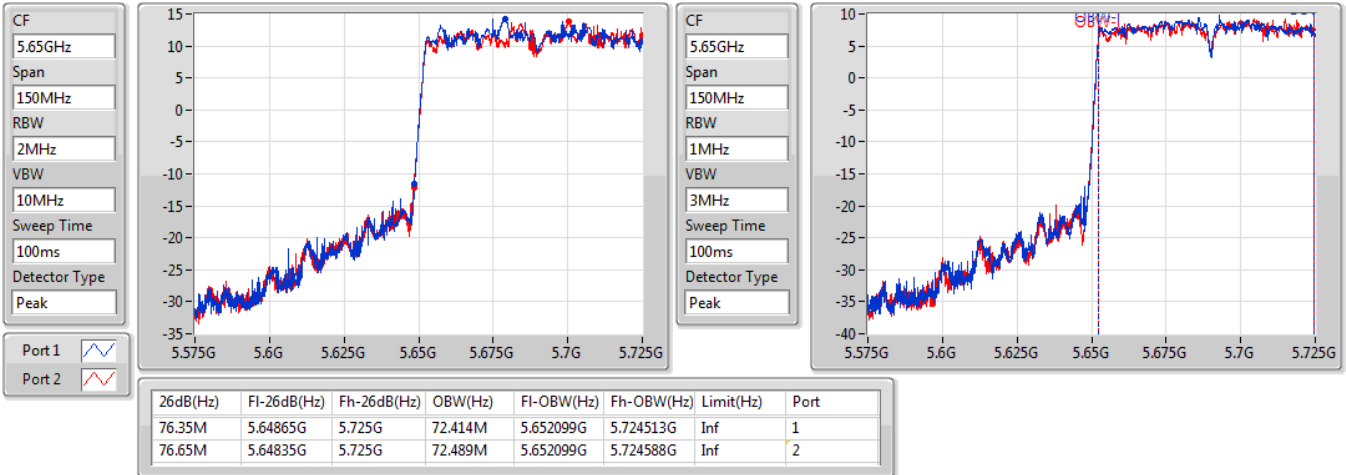 CF
5.65GHz
Span
150MHz
RBW
2MHz
VBW
10MHz
Sweep Time
100ms
Detector Type
Peak
15
10
5
0
-5
-10
-15
-20
-25
-30
-35
5.575G 5.6G 5.625G 5.65G 5.675G 5.7G 5.725G
CF
5.65GHz
Span
150MHz
RBW
1MHz
VBW
3MHz
Sweep Time
100ms
Detector Type
Peak
10
5
0
-5
-10
-15
-20
-25
-30
-35
-40
5.575G 5.6G 5.625G 5.65G 5.675G 5.7G 5.725G
Port 1
Port 2
26dB(Hz) Fl-26dB(Hz) Fh-26dB(Hz) OBW(Hz) Fl-OBW(Hz) Fh-OBW(Hz) Limit(Hz) Port
76.35M 5.64865G 5.725G 72.414M 5.652099G 5.724513G Inf 1
76.65M 5.64835G 5.725G 72.489M 5.652099G 5.724588G Inf 2